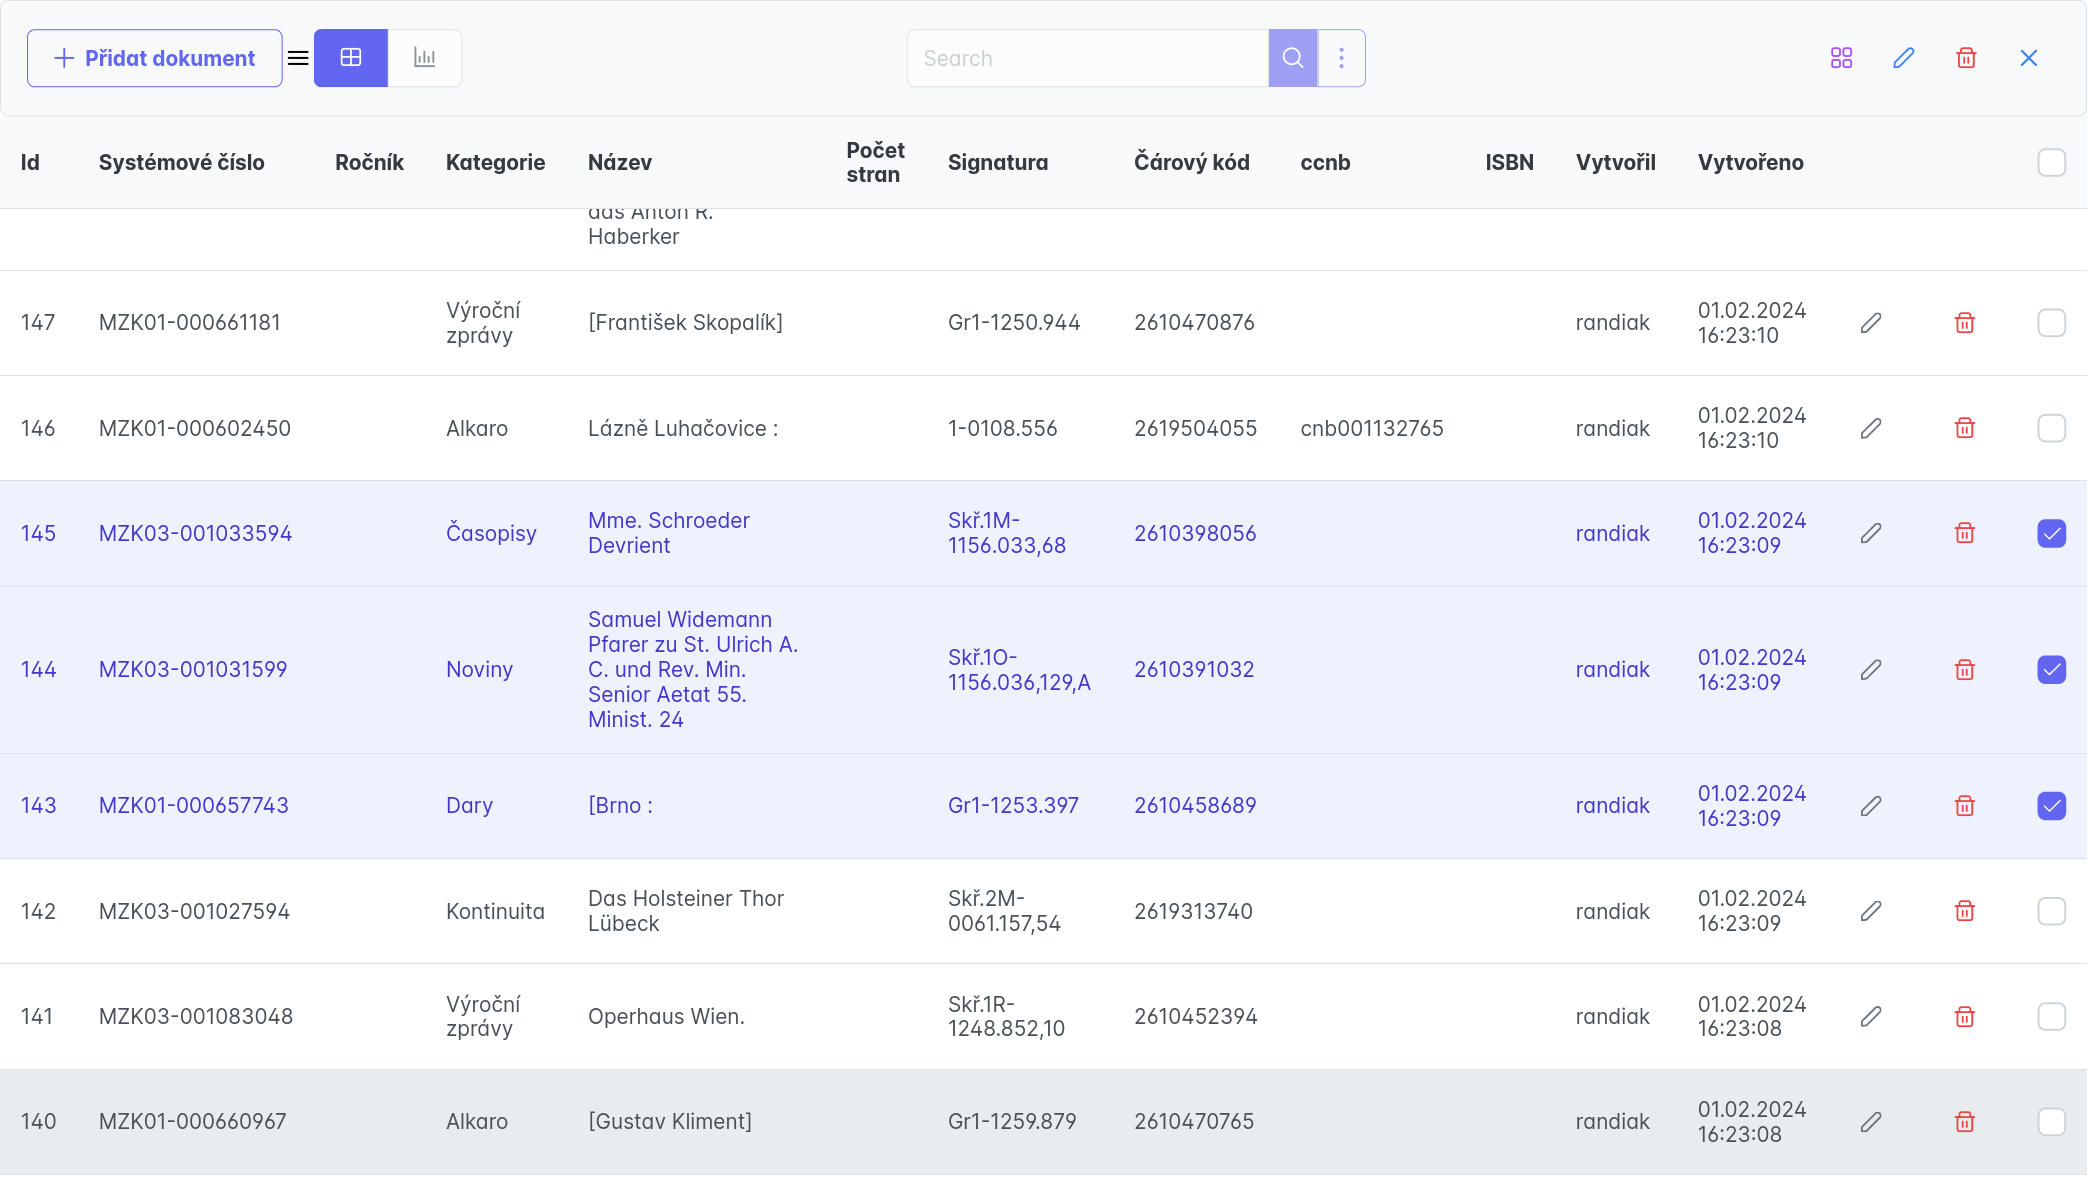 Přidat dokument
Search
Id Systémové číslo Ročník Kategorie Název Počet stran Signatura Čárový kód ccnb ISBN Vytvořil Vytvořeno
das Anton R.
Haberker
147 MZK01-000661181 Výroční zprávy [František Skopalík] Gr1-1250.944 2610470876 randiak 01.02.2024 16:23:10
146 MZK01-000602450 Alkaro Lázně Luhačovice : 1-0108.556 2619504055 cnb001132765 randiak 01.02.2024 16:23:10
145 MZK03-001033594 Časopisy Mme. Schroeder Devrient Skř.1M-1156.033,68 2610398056 randiak 01.02.2024 16:23:09
144 MZK03-001031599 Noviny Samuel Widemann Pfarer zu St. Ulrich A. C. und Rev. Min. Senior Aetat 55. Minist. 24 Skř.1O-1156.036,129,A 2610391032 randiak 01.02.2024 16:23:09
143 MZK01-000657743 Dary [Brno : Gr1-1253.397 2610458689 randiak 01.02.2024 16:23:09
142 MZK03-001027594 Kontinuita Das Holsteiner Thor Lübeck Skř.2M-0061.157,54 2619313740 randiak 01.02.2024 16:23:09
141 MZK03-001083048 Výroční zprávy Operhaus Wien. Skř.1R-1248.852,10 2610452394 randiak 01.02.2024 16:23:08
140 MZK01-000660967 Alkaro [Gustav Kliment] Gr1-1259.879 2610470765 randiak 01.02.2024 16:23:08